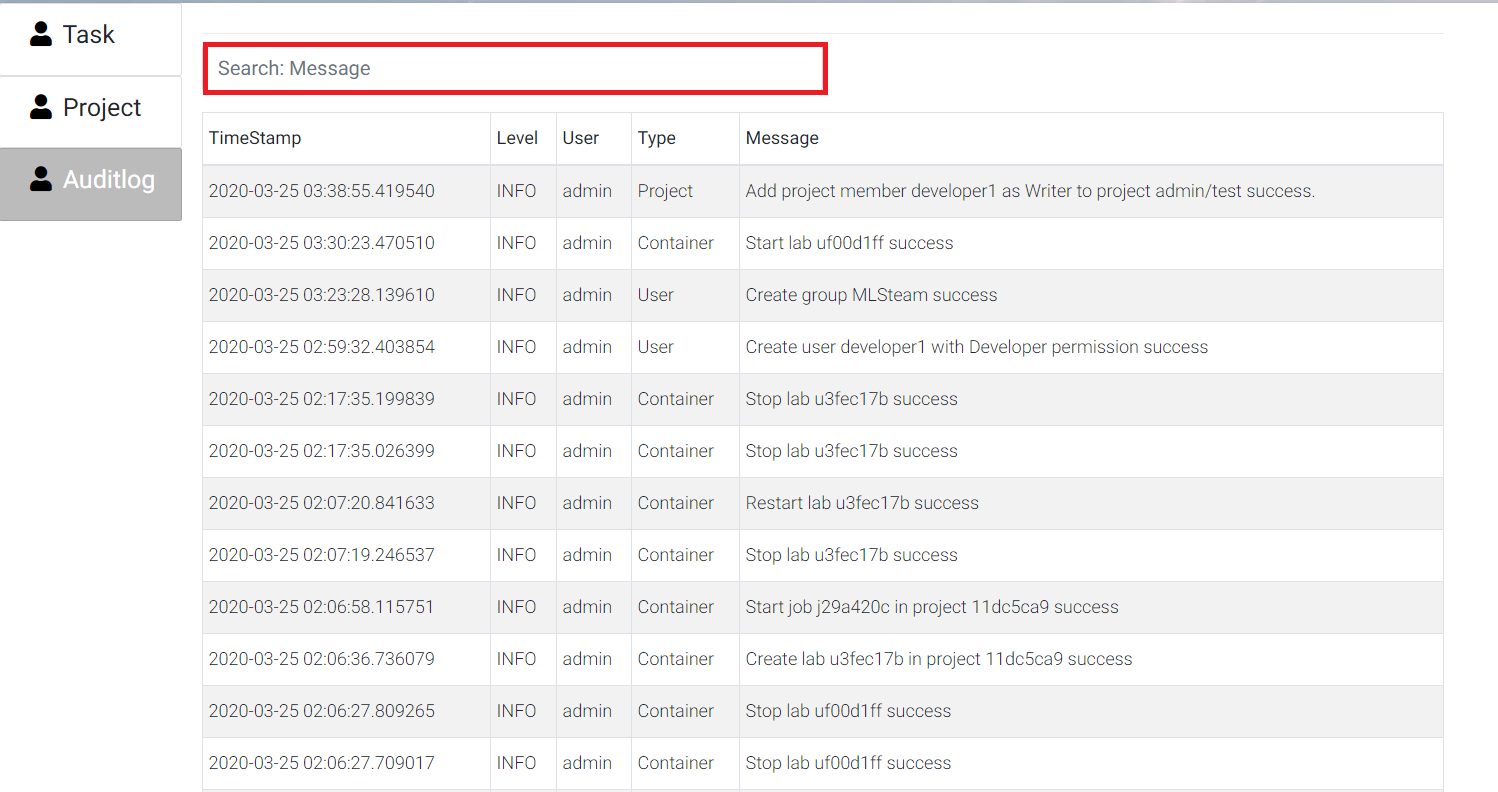 Task
Project
Auditlog
Search: Message
TimeStamp Level User Type Message
2020-03-25 03:38:55.419540 INFO admin Project Add project member developer1 as Writer to project admin/test success.
2020-03-25 03:30:23.470510 INFO admin Container Start lab uf00d1ff success
2020-03-25 03:23:28.139610 INFO admin User Create group MLSteam success
2020-03-25 02:59:32.403854 INFO admin User Create user developer1 with Developer permission success
2020-03-25 02:17:35.199839 INFO admin Container Stop lab u3fec17b success
2020-03-25 02:17:35.026399 INFO admin Container Stop lab u3fec17b success
2020-03-25 02:07:20.841633 INFO admin Container Restart lab u3fec17b success
2020-03-25 02:07:19.246537 INFO admin Container Stop lab u3fec17b success
2020-03-25 02:06:58.115751 INFO admin Container Start job j29a420c in project 11dc5ca9 success
2020-03-25 02:06:36.736079 INFO admin Container Create lab u3fec17b in project 11dc5ca9 success
2020-03-25 02:06:27.809265 INFO admin Container Stop lab uf00d1ff success
2020-03-25 02:06:27.709017 INFO admin Container Stop lab uf00d1ff success